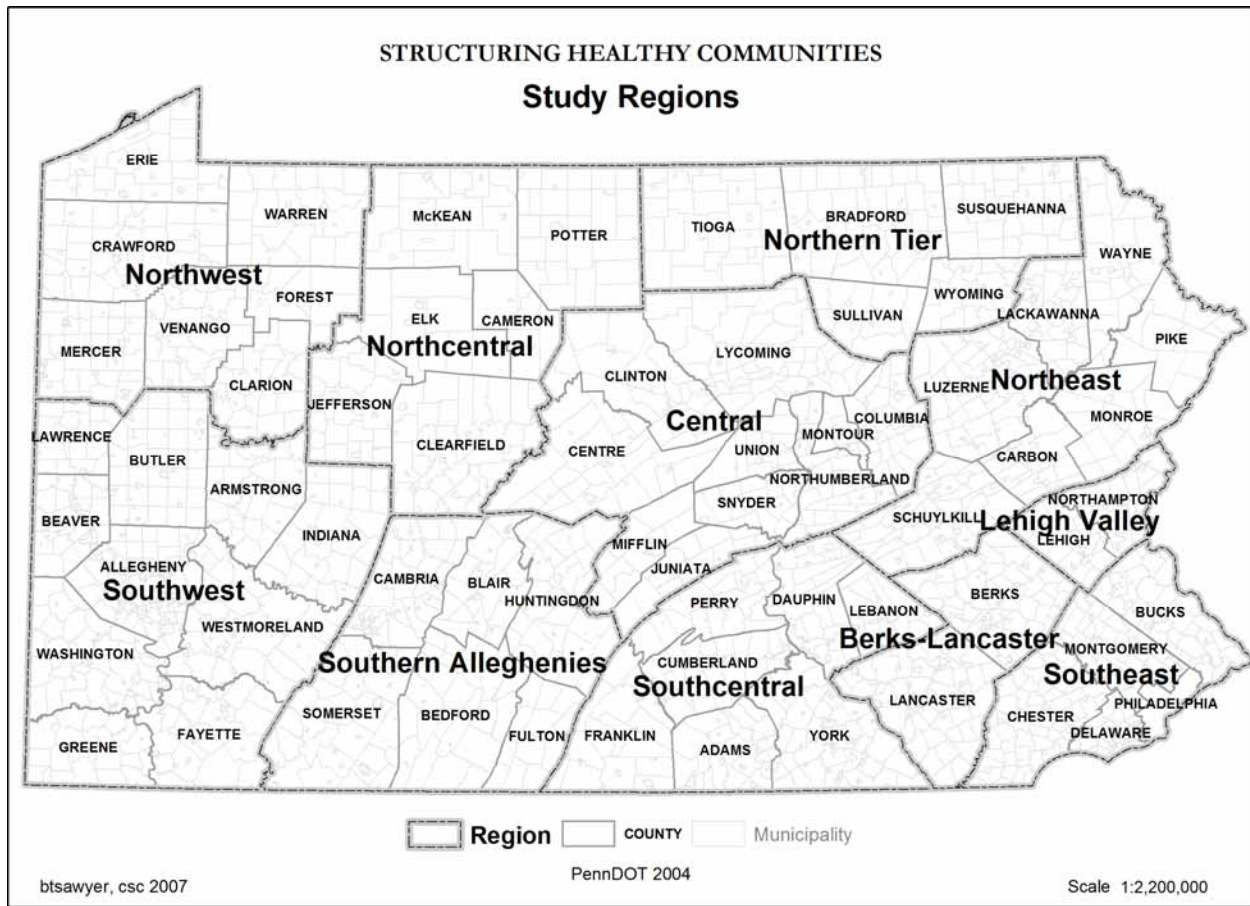 STRUCTURING HEALTHY COMMUNITIES
Study Regions
ERIE
WARREN
McKEAN
POTTER
TIOGA
BRADFORD
SUSQUEHANNA
WAYNE
CRAWFORD
Northwest
Northern Tier
FOREST
VENANGO
MERCER
CLARION
ELK
CAMERON
Northcentral
JEFFERSON
CLEARFIELD
SULLIVAN
WYOMING
LACKAWANNA
PIKE
LYCOMING
CLINTON
Central
CENTRE
UNION
MONTOUR
COLUMBIA
LUZERNE
Northeast
MONROE
CARBON
LAWRENCE
BUTLER
ARMSTRONG
BEAVER
INDIANA
SNYDER
NORTHUMBERLAND
SCHUYLKILL
NORTHAMPTON
Lehigh Valley
LEHIGH
MIFFLIN
JUNIATA
ALLEGHENY
Southwest
WESTMORELAND
WASHINGTON
CAMBRIA
BLAIR
HUNTINGDON
PERRY
DAUPHIN
LEBANON
BERKS
BUCKS
Berks-Lancaster
MONTGOMERY
Southeast
PHILADELPHIA
Southern Alleghenies
CUMBERLAND
Southcentral
LANCASTER
CHESTER
DELAWARE
GREENE
FAYETTE
SOMERSET
BEDFORD
FULTON
FRANKLIN
ADAMS
YORK
Region COUNTY Municipality
PennDOT 2004
btsawyer, csc 2007
Scale 1:2,200,000